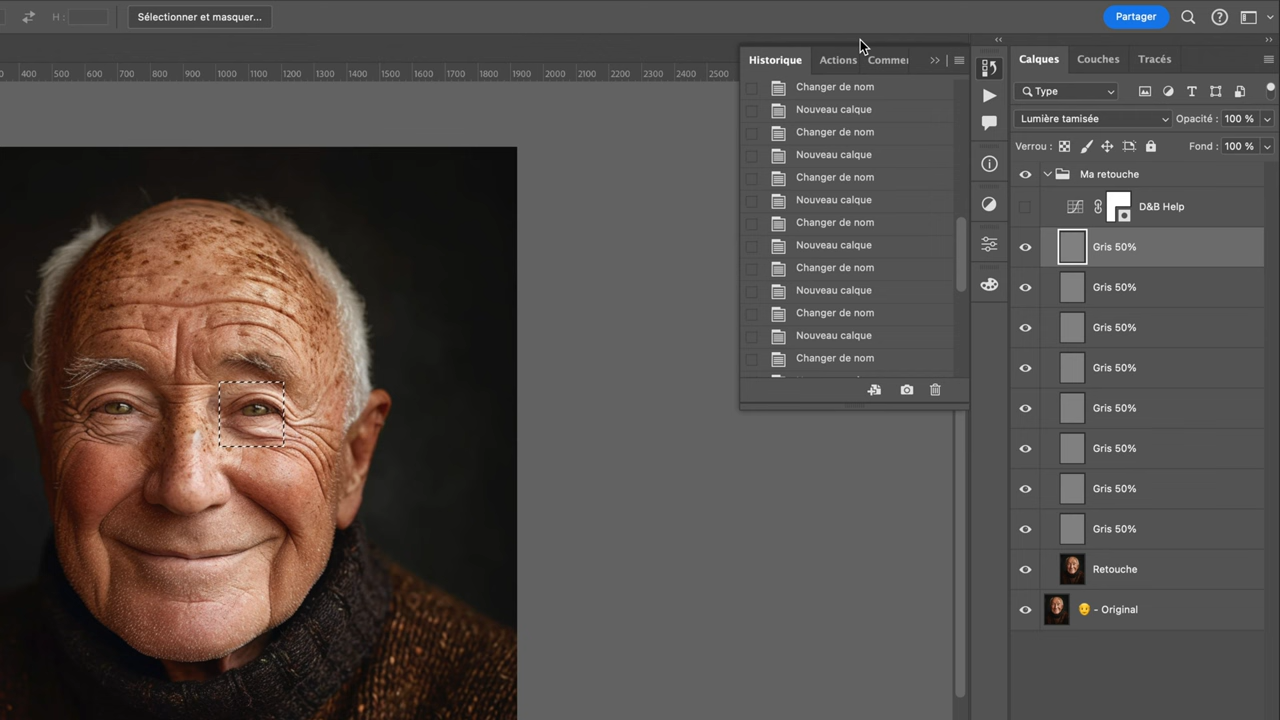 H :
Sélectionner et masquer...
Partager
400 500 600 700 800 900 1000 1100 1200 1300 1400 1500 1600 1700 1800 1900 2000 2100 2200 2300 2400 2500
Historique Actions
Changer de nom
Nouveau calque
Changer de nom
Nouveau calque
Changer de nom
Nouveau calque
Changer de nom
Nouveau calque
Changer de nom
Nouveau calque
Changer de nom
Nouveau calque
Changer de nom
Calques Couches Tracés
Type
Lumière tamisée Opacité : 100 %
Verrou : Fond : 100 %
Ma retouche
D&B Help
Gris 50%
Gris 50%
Gris 50%
Gris 50%
Gris 50%
Gris 50%
Gris 50%
Gris 50%
Retouche
- Original